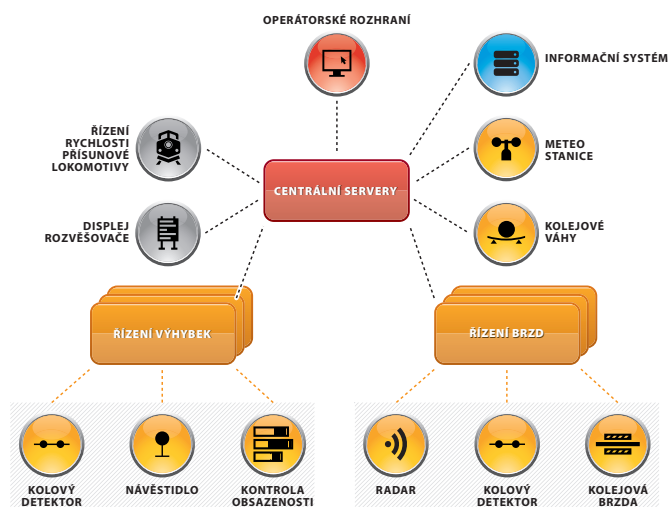 OPERÁTORSKÉ ROZHRANÍ
INFORMAČNÍ SYSTÉM
ŘÍZENÍ
RYCHLOSTI
PŘÍSUNOVÉ
LOKOMOTIVY
METEO
STANICE
CENTRÁLNÍ SERVERY
DISPLEJ
ROZVĚŠOVAČE
KOLEJOVÉ
VÁHY
ŘÍZENÍ VÝHYBEK
ŘÍZENÍ BRZD
KOLOVÝ
DETEKTOR
NÁVĚSTIDLO
KONTROLA
OBSAZENOSTI
RADAR
KOLOVÝ
DETEKTOR
KOLEJOVÁ
BRZDA